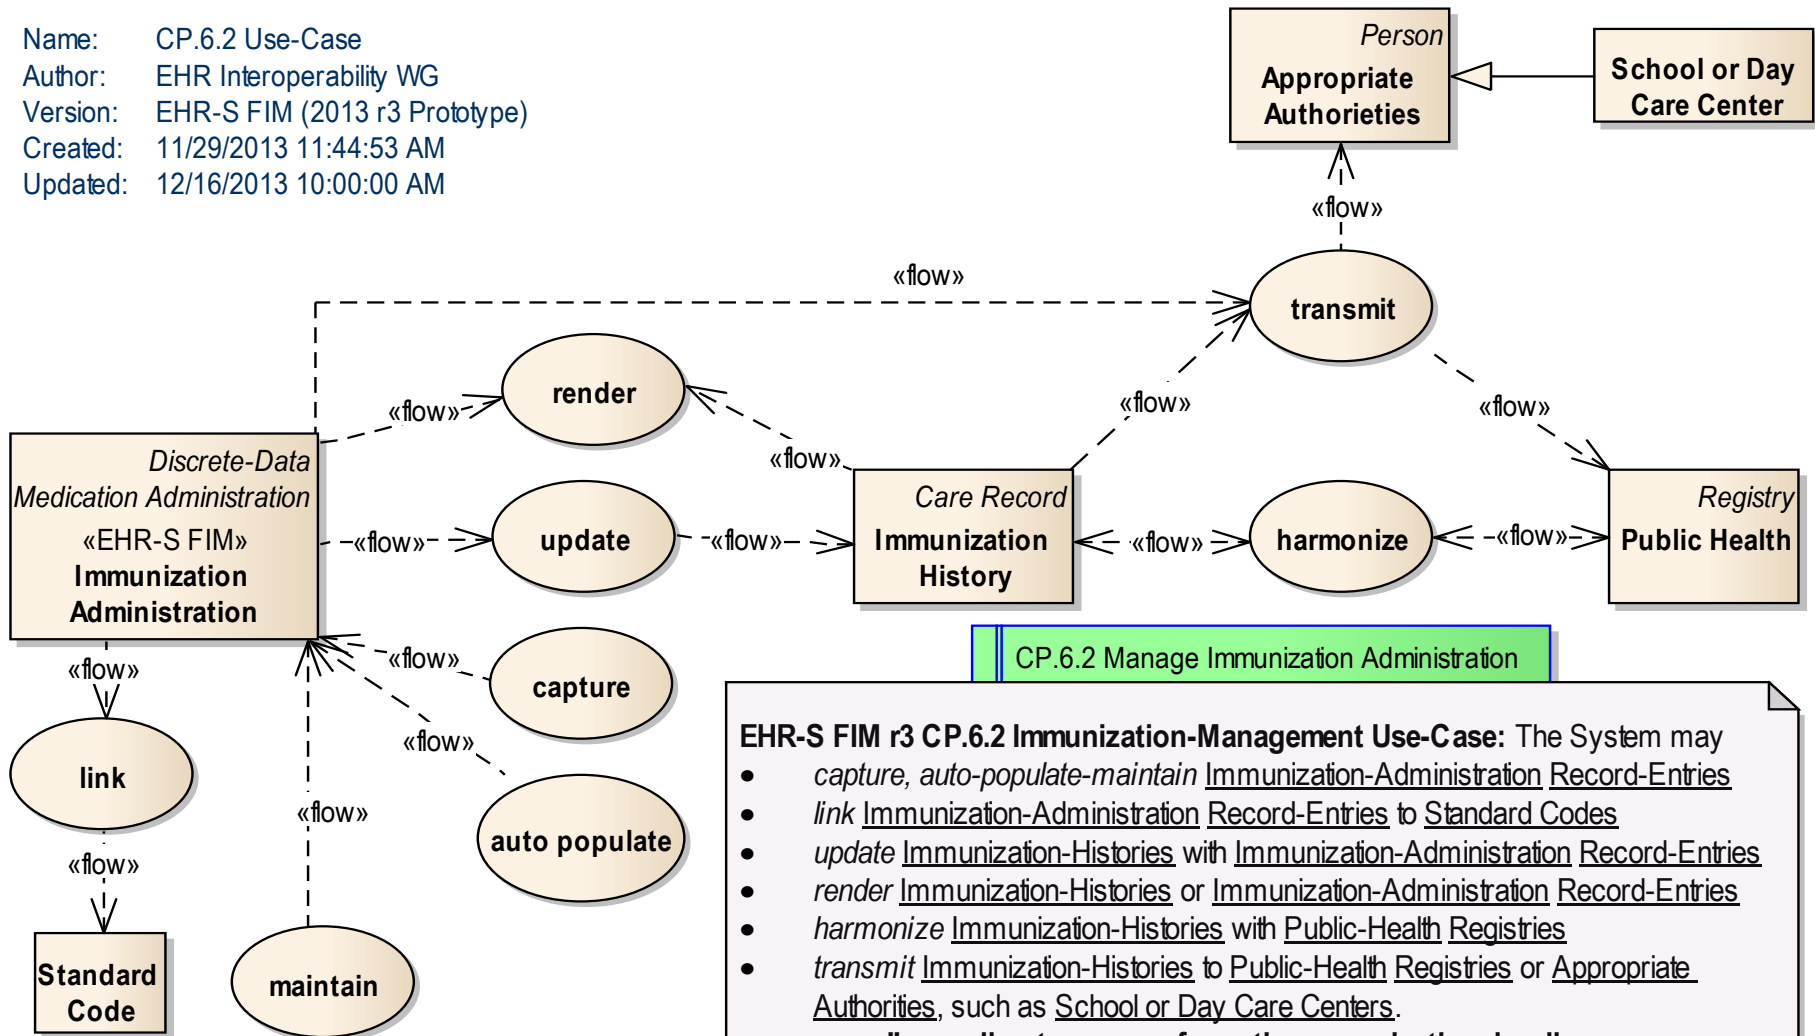 Name: CP.6.2 Use-Case
Author: EHR Interoperability WG
Version: EHR-S FIM (2013 r3 Prototype)
Created: 11/29/2013 11:44:53 AM
Updated: 12/16/2013 10:00:00 AM
Person
Appropriate
Authorieties
School or Day
Care Center
«flow»
«flow»
transmit
render
«flow»
«flow»
«flow»
«flow»
Discrete-Data
Medication Administration
«EHR-S FIM»
Immunization
Administration
«flow»
update
«flow»
Care Record
Immunization
History
«flow»
harmonize
«flow»
Registry
Public Health
«flow»
«flow»
capture
«flow»
link
«flow»
auto populate
«flow»
Standard
Code
maintain
CP.6.2 Manage Immunization Administration
EHR-S FIM r3 CP.6.2 Immunization-Management Use-Case: The System may
• capture, auto-populate-maintain Immunization-Administration Record-Entries
• link Immunization-Administration Record-Entries to Standard Codes
• update Immunization-Histories with Immunization-Administration Record-Entries
• render Immunization-Histories or Immunization-Administration Record-Entries
• harmonize Immunization-Histories with Public-Health Registries
• transmit Immunization-Histories to Public-Health Registries or Appropriate
Authorities, such as School or Day Care Centers.